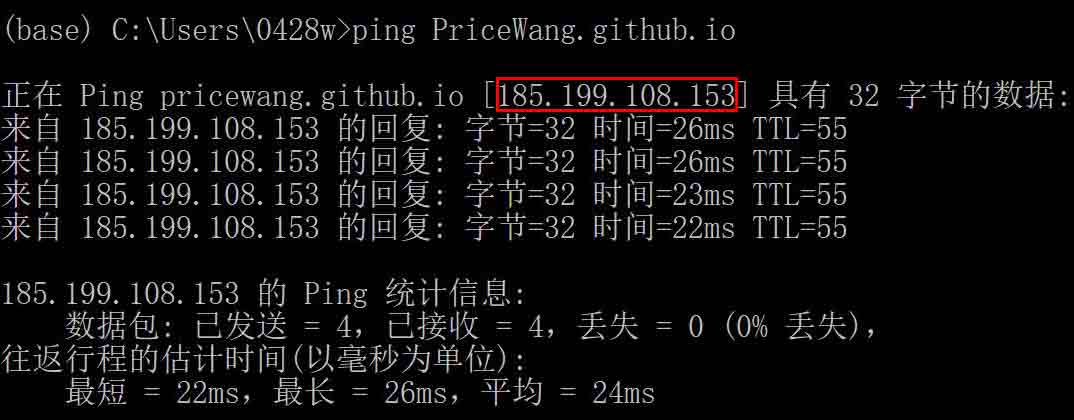 (base) C:\Users\0428w>ping PriceWang.github.io
正在 Ping pricewang.github.io [185.199.108.153] 具有 32 字节的数据:
来自 185.199.108.153 的回复: 字节=32 时间=26ms TTL=55
来自 185.199.108.153 的回复: 字节=32 时间=26ms TTL=55
来自 185.199.108.153 的回复: 字节=32 时间=23ms TTL=55
来自 185.199.108.153 的回复: 字节=32 时间=22ms TTL=55
185.199.108.153 的 Ping 统计信息:
数据包: 已发送 = 4，已接收 = 4，丢失 = 0 (0% 丢失)，
往返行程的估计时间(以毫秒为单位):
最短 = 22ms，最长 = 26ms，平均 = 24ms